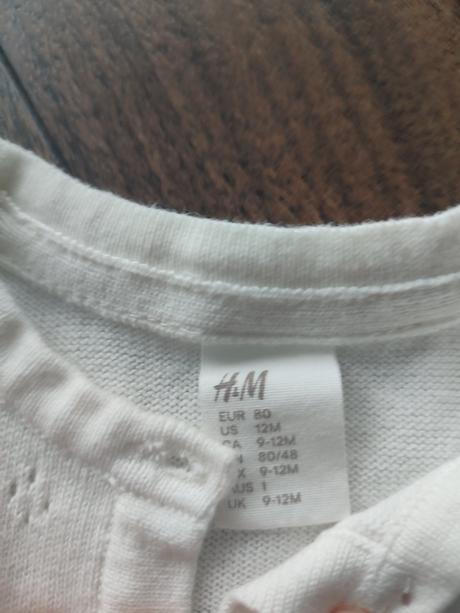 H&M
EUR 80
US 12M
CA 9-12M
80/48
X 9-12M
AUS 1
UK 9-12M